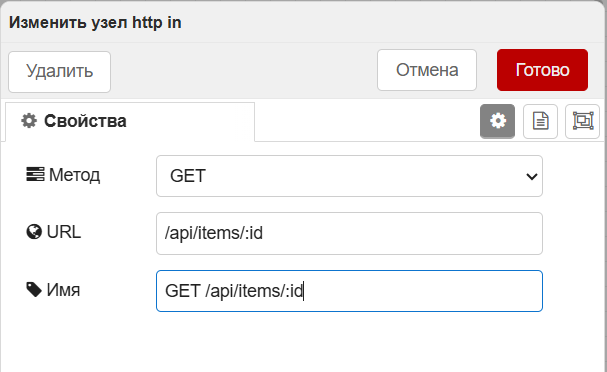 Изменить узел http in
Удалить
Отмена
Готово
Свойства
Метод
GET
URL
/api/items/:id
Имя
GET /api/items/:id